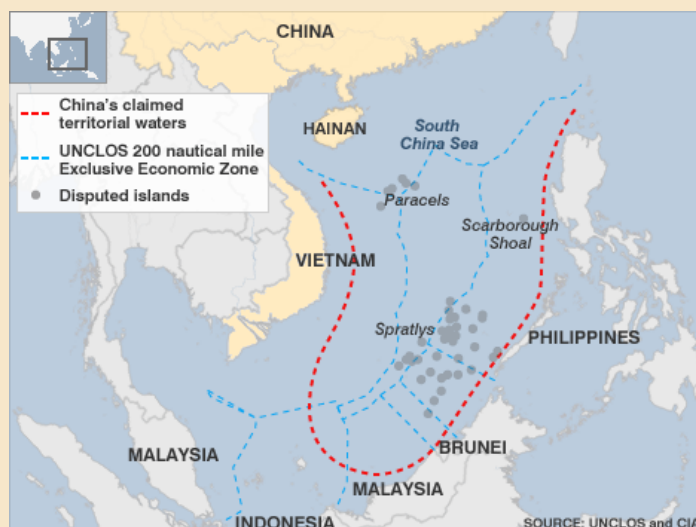 CHINA
China's claimed
territorial waters
UNCLOS 200 nautical mile
Exclusive Economic Zone
Disputed islands
HAINAN
South
China Sea
Paracels
Scarborough
Shoal
VIETNAM
Spratlys
PHILIPPINES
MALAYSIA
BRUNEI
MALAYSIA
INDONESIA
SOURCE: UNCLOS and